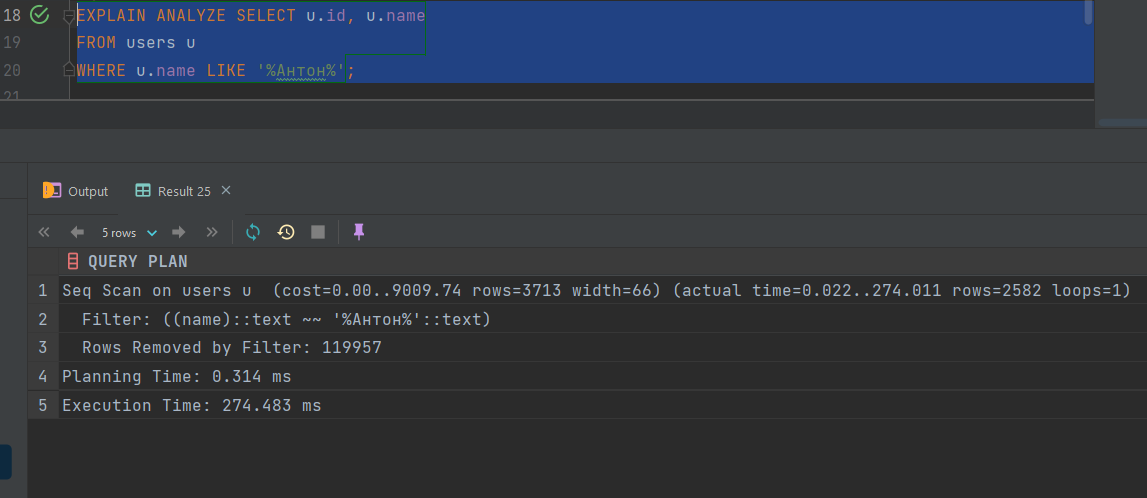 18 EXPLAIN ANALYZE SELECT u.id, u.name
19 FROM users u
20 WHERE u.name LIKE '%Антон%';
21
Output Result 25
5 rows
QUERY PLAN
1 Seq Scan on users u  (cost=0.00..9009.74 rows=3713 width=66) (actual time=0.022..274.011 rows=2582 loops=1)
2   Filter: ((name)::text ~~ '%Антон%'::text)
3   Rows Removed by Filter: 119957
4 Planning Time: 0.314 ms
5 Execution Time: 274.483 ms